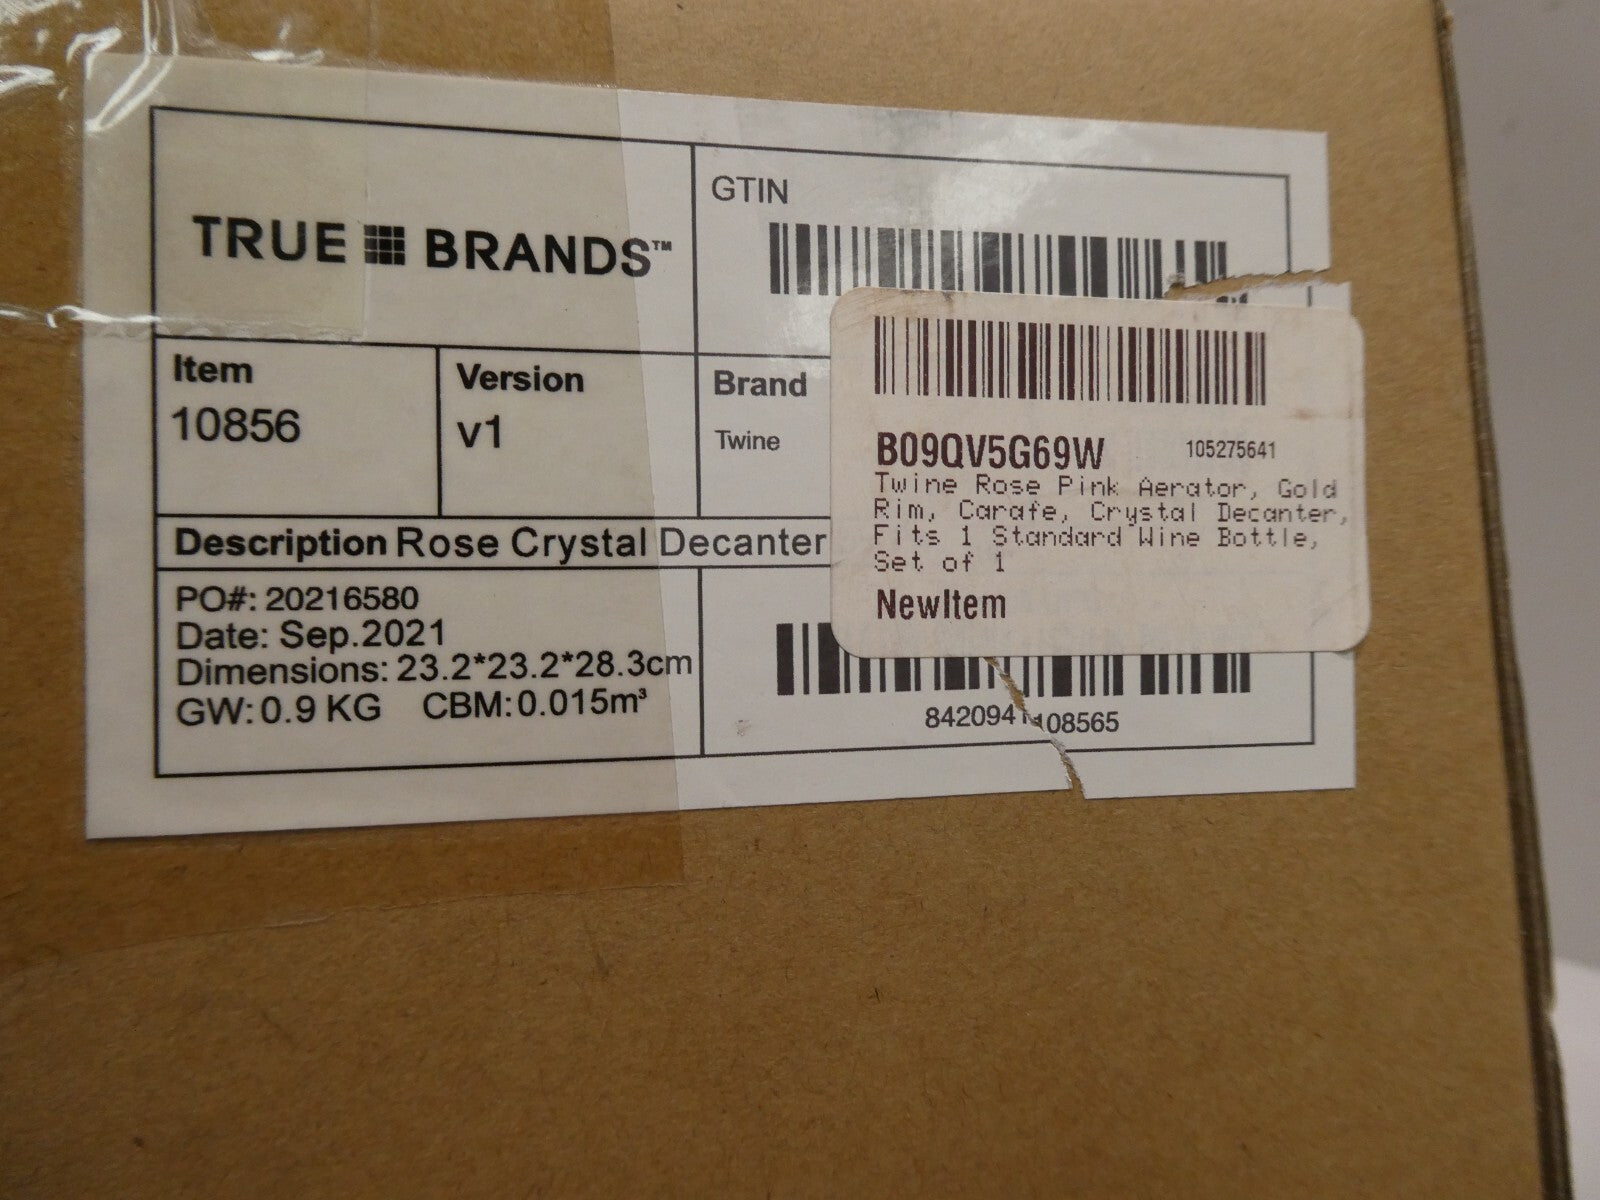 TRUE BRANDS™
GTIN
Item
10856
Version
v1
Brand
Twine
Description Rose Crystal Decanter
PO#: 20216580
Date: Sep.2021
Dimensions: 23.2*23.2*28.3cm
GW: 0.9 KG CBM: 0.015m³
108565
B09QV5G69W 105275641
Twine Rose Pink Aerator, Gold
Rim, Carafe, Crystal Decanter,
Fits 1 Standard Wine Bottle,
Set of 1
NewItem